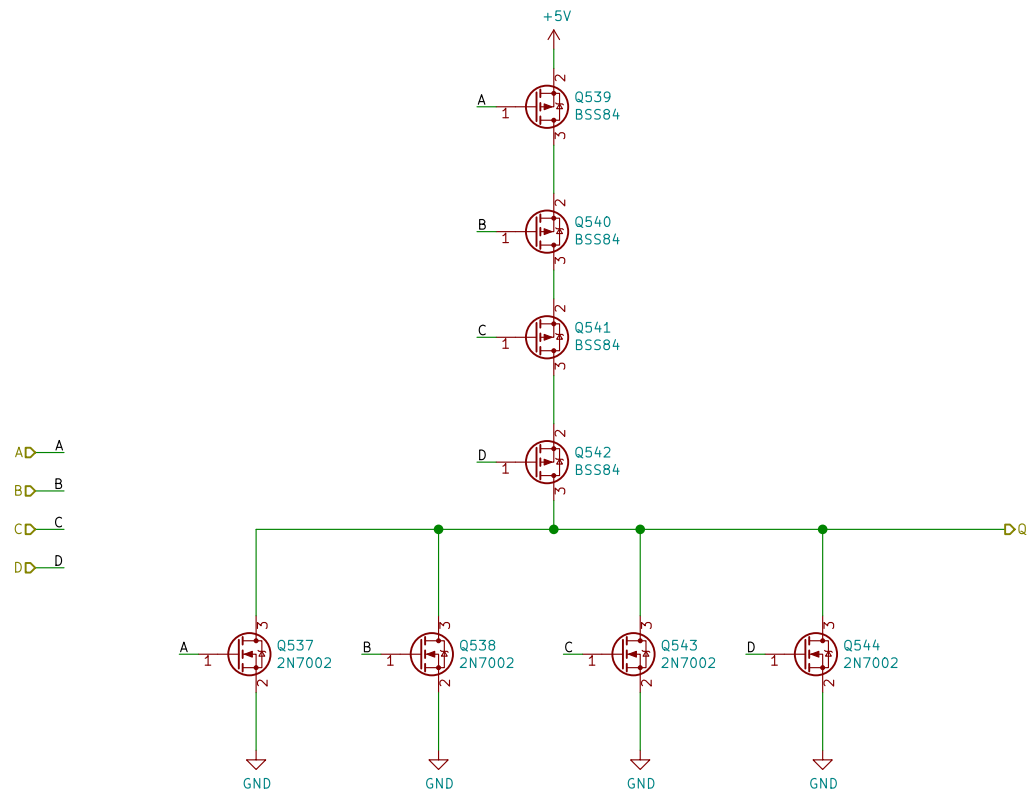 +5V
2
A
1
Q539
BSS84
3
2
B
1
Q540
BSS84
3
2
C
1
Q541
BSS84
3
2
D
1
Q542
BSS84
3
A A
B B
C C
D D
Q
3
A
1
Q537
2N7002
2
GND
3
B
1
Q538
2N7002
2
GND
3
C
1
Q543
2N7002
2
GND
3
D
1
Q544
2N7002
2
GND